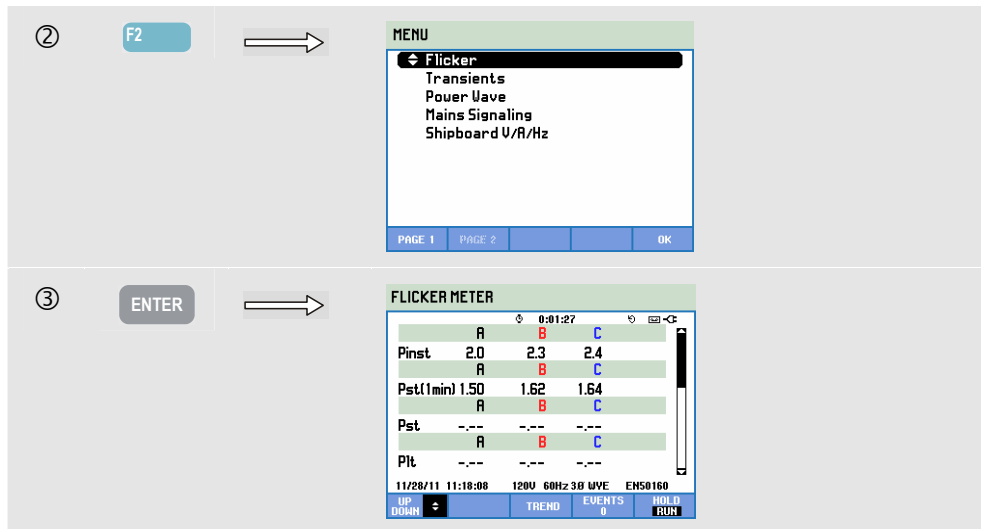 ② F2
MENU
Flicker
Transients
Power Wave
Mains Signaling
Shipboard V/A/Hz
PAGE 1 PAGE 2 OK
③ ENTER
FLICKER METER
0:01:27
A B C
Pinst 2.0 2.3 2.4
A B C
Pst(1min) 1.50 1.62 1.64
A B C
Pst -.-- -.-- -.--
A B C
Plt -.-- -.-- -.--
11/28/11 11:18:08 120V 60Hz 3Ø WYE EN50160
UP DOWN TREND EVENTS 0 HOLD RUN